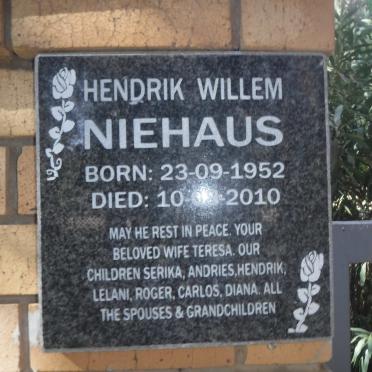 HENDRIK WILLEM
NIEHAUS
BORN: 23-09-1952
DIED: 2010
MAY HE REST IN PEACE. YOUR
BELOVED WIFE TERESA. OUR
CHILDREN SERIKA, ANDRIES,HENDRIK,
LELANI, ROGER, CARLOS, DIANA. ALL
THE SPOUSES & GRANDCHILDREN